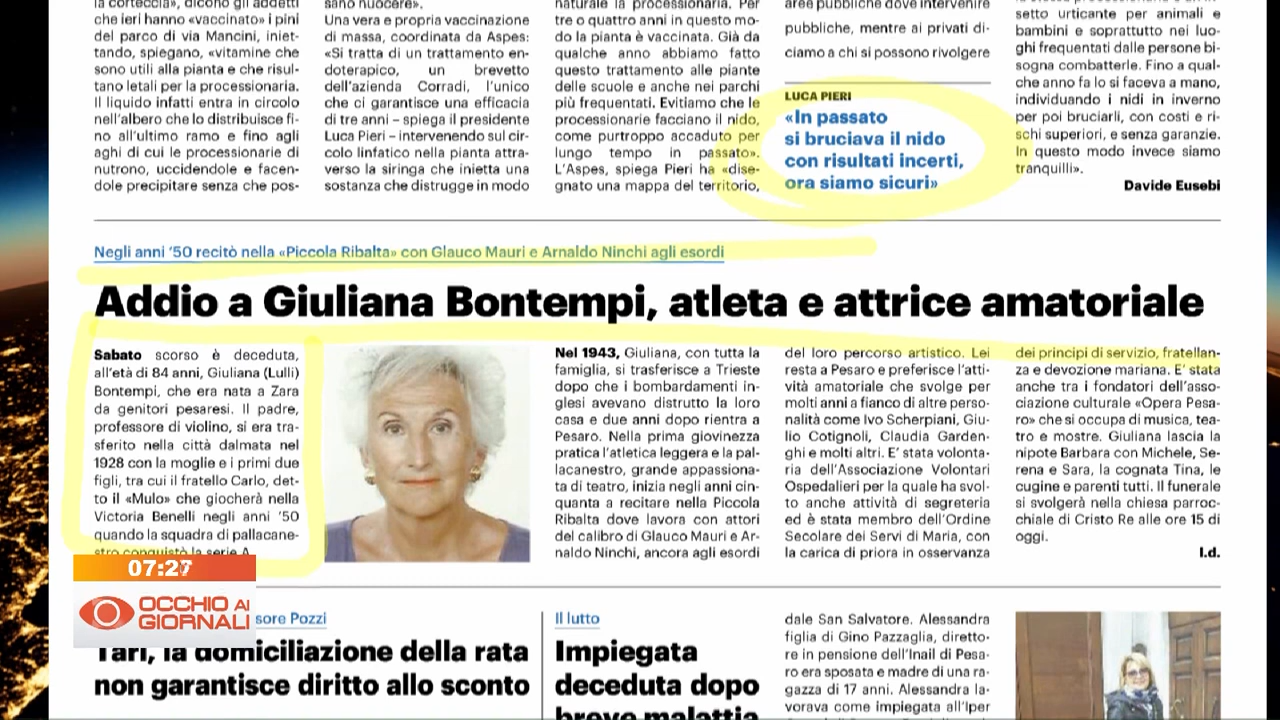 la corteccia», dicono gli addetti
che ieri hanno «vaccinato» i pini
del parco di via Mancini, iniet-
tando, spiegano, «vitamine che
sono utili alla pianta e che risul-
tano letali per la processionaria.
Il liquido infatti entra in circolo
nell'albero che lo distribuisce fi-
no all'ultimo ramo e fino agli
aghi di cui le processionarie di
nutrono, uccidendole e facen-
dole precipitare senza che pos-
sano nuocere».
Una vera e propria vaccinazione
di massa, coordinata da Aspes:
«Si tratta di un trattamento en-
doterapico, un brevetto
dell'azienda Corradi, l'unico
che ci garantisce una efficacia
di tre anni – spiega il presidente
Luca Pieri – intervenendo sul cir-
colo linfatico nella pianta attra-
verso la siringa che inietta una
sostanza che distrugge in modo
naturale la processionaria. Per
tre o quattro anni in questo mo-
do la pianta è vaccinata. Già da
qualche anno abbiamo fatto
questo trattamento alle piante
delle scuole e anche nei parchi
più frequentati. Evitiamo che le
processionarie facciano il nido,
come purtroppo accaduto per
lungo tempo in passato».
L'Aspes, spiega Pieri ha «dise-
gnato una mappa del territorio,
aree pubbliche dove intervenire
pubbliche, mentre ai privati di-
ciamo a chi si possono rivolgere
LUCA PIERI
«In passato
si bruciava il nido
con risultati incerti,
ora siamo sicuri»
setto urticante per animali e
bambini e soprattutto nei luo-
ghi frequentati dalle persone bi-
sogna combatterle. Fino a qual-
che anno fa lo si faceva a mano,
individuando i nidi in inverno
per poi bruciarli, con costi e ri-
schi superiori, e senza garanzie.
In questo modo invece siamo
tranquilli».
Davide Eusebi
Negli anni '50 recitò nella «Piccola Ribalta» con Glauco Mauri e Arnaldo Ninchi agli esordi
Addio a Giuliana Bontempi, atleta e attrice amatoriale
Sabato scorso è deceduta,
all'età di 84 anni, Giuliana (Lulli)
Bontempi, che era nata a Zara
da genitori pesaresi. Il padre,
professore di violino, si era tra-
sferito nella città dalmata nel
1928 con la moglie e i primi due
figli, tra cui il fratello Carlo, det-
to il «Mulo» che giocherà nella
Victoria Benelli negli anni '50
quando la squadra di pallacane-
stro conquistò la serie A.
Nel 1943, Giuliana, con tutta la
famiglia, si trasferisce a Trieste
dopo che i bombardamenti in-
glesi avevano distrutto la loro
casa e due anni dopo rientra a
Pesaro. Nella prima giovinezza
pratica l'atletica leggera e la pal-
lacanestro, grande appassiona-
ta di teatro, inizia negli anni cin-
quanta a recitare nella Piccola
Ribalta dove lavora con attori
del calibro di Glauco Mauri e Ar-
naldo Ninchi, ancora agli esordi
del loro percorso artistico. Lei
resta a Pesaro e preferisce l'atti-
vità amatoriale che svolge per
molti anni a fianco di altre perso-
nalità come Ivo Scherpiani, Giu-
lio Cotignoli, Claudia Garden-
ghi e molti altri. E' stata volonta-
ria dell'Associazione Volontari
Ospedalieri per la quale ha svol-
to anche attività di segreteria
ed è stata membro dell'Ordine
Secolare dei Servi di Maria, con
la carica di priora in osservanza
dei principi di servizio, fratellan-
za e devozione mariana. E' stata
anche tra i fondatori dell'asso-
ciazione culturale «Opera Pesa-
ro» che si occupa di musica, tea-
tro e mostre. Giuliana lascia la
nipote Barbara con Michele, Se-
rena e Sara, la cognata Tina, le
cugine e parenti tutti. Il funerale
si svolgerà nella chiesa parroc-
chiale di Cristo Re alle ore 15 di
oggi.
l.d.
07:27
OCCHIO AI
GIORNALI
sore Pozzi
Tari, la domiciliazione della rata
non garantisce diritto allo sconto
Il lutto
Impiegata
deceduta dopo
breve malattia
dale San Salvatore. Alessandra
figlia di Gino Pazzaglia, diretto-
re in pensione dell'Inail di Pesa-
ro era sposata e madre di una ra-
gazza di 17 anni. Alessandra la-
vorava come impiegata all'Iper